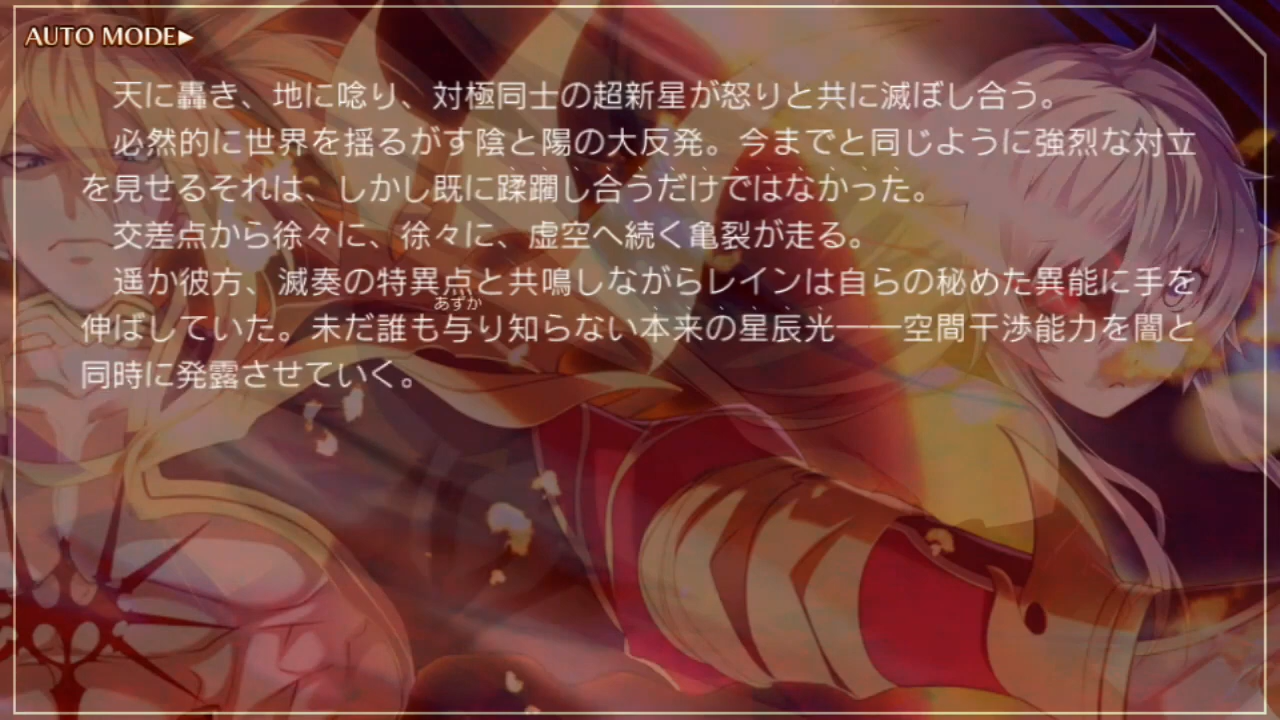 AUTO MODE▶
　天に轟き、地に唸り、対極同士の超新星が怒りと共に滅ぼし合う。
　必然的に世界を揺るがす陰と陽の大反発。今までと同じように強烈な対立
を見せるそれは、しかし既に蹂躙し合うだけではなかった。
　交差点から徐々に、徐々に、虚空へ続く亀裂が走る。
　遥か彼方、滅奏の特異点と共鳴しながらレインは自らの秘めた異能に手を
あずか
伸ばしていた。未だ誰も与り知らない本来の星辰光――空間干渉能力を闇と
同時に発露させていく。